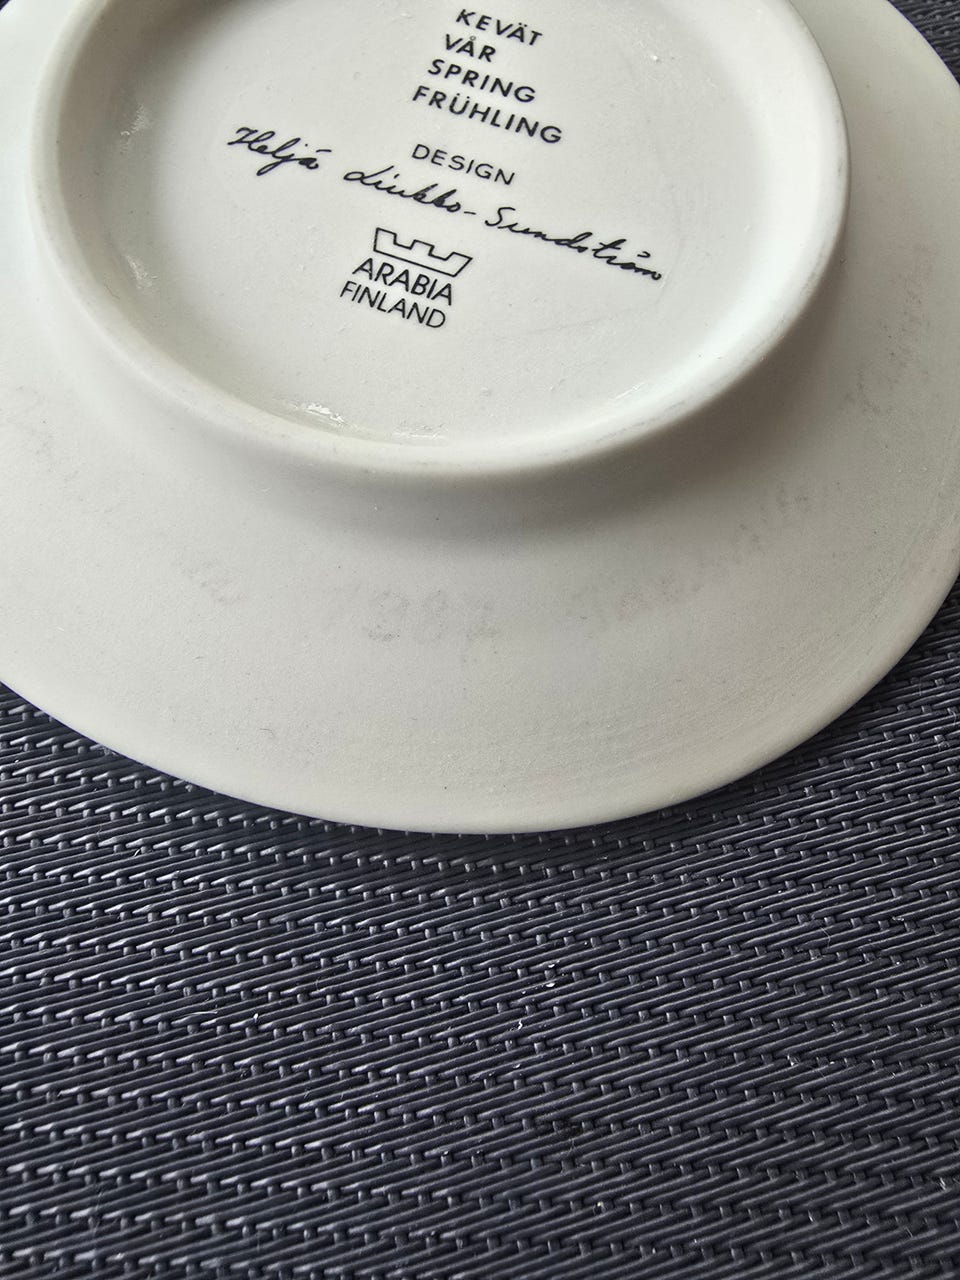 KEVÄT
VÅR
SPRING
FRÜHLING
DESIGN
Heljä Liukko-Sundström
ARABIA
FINLAND